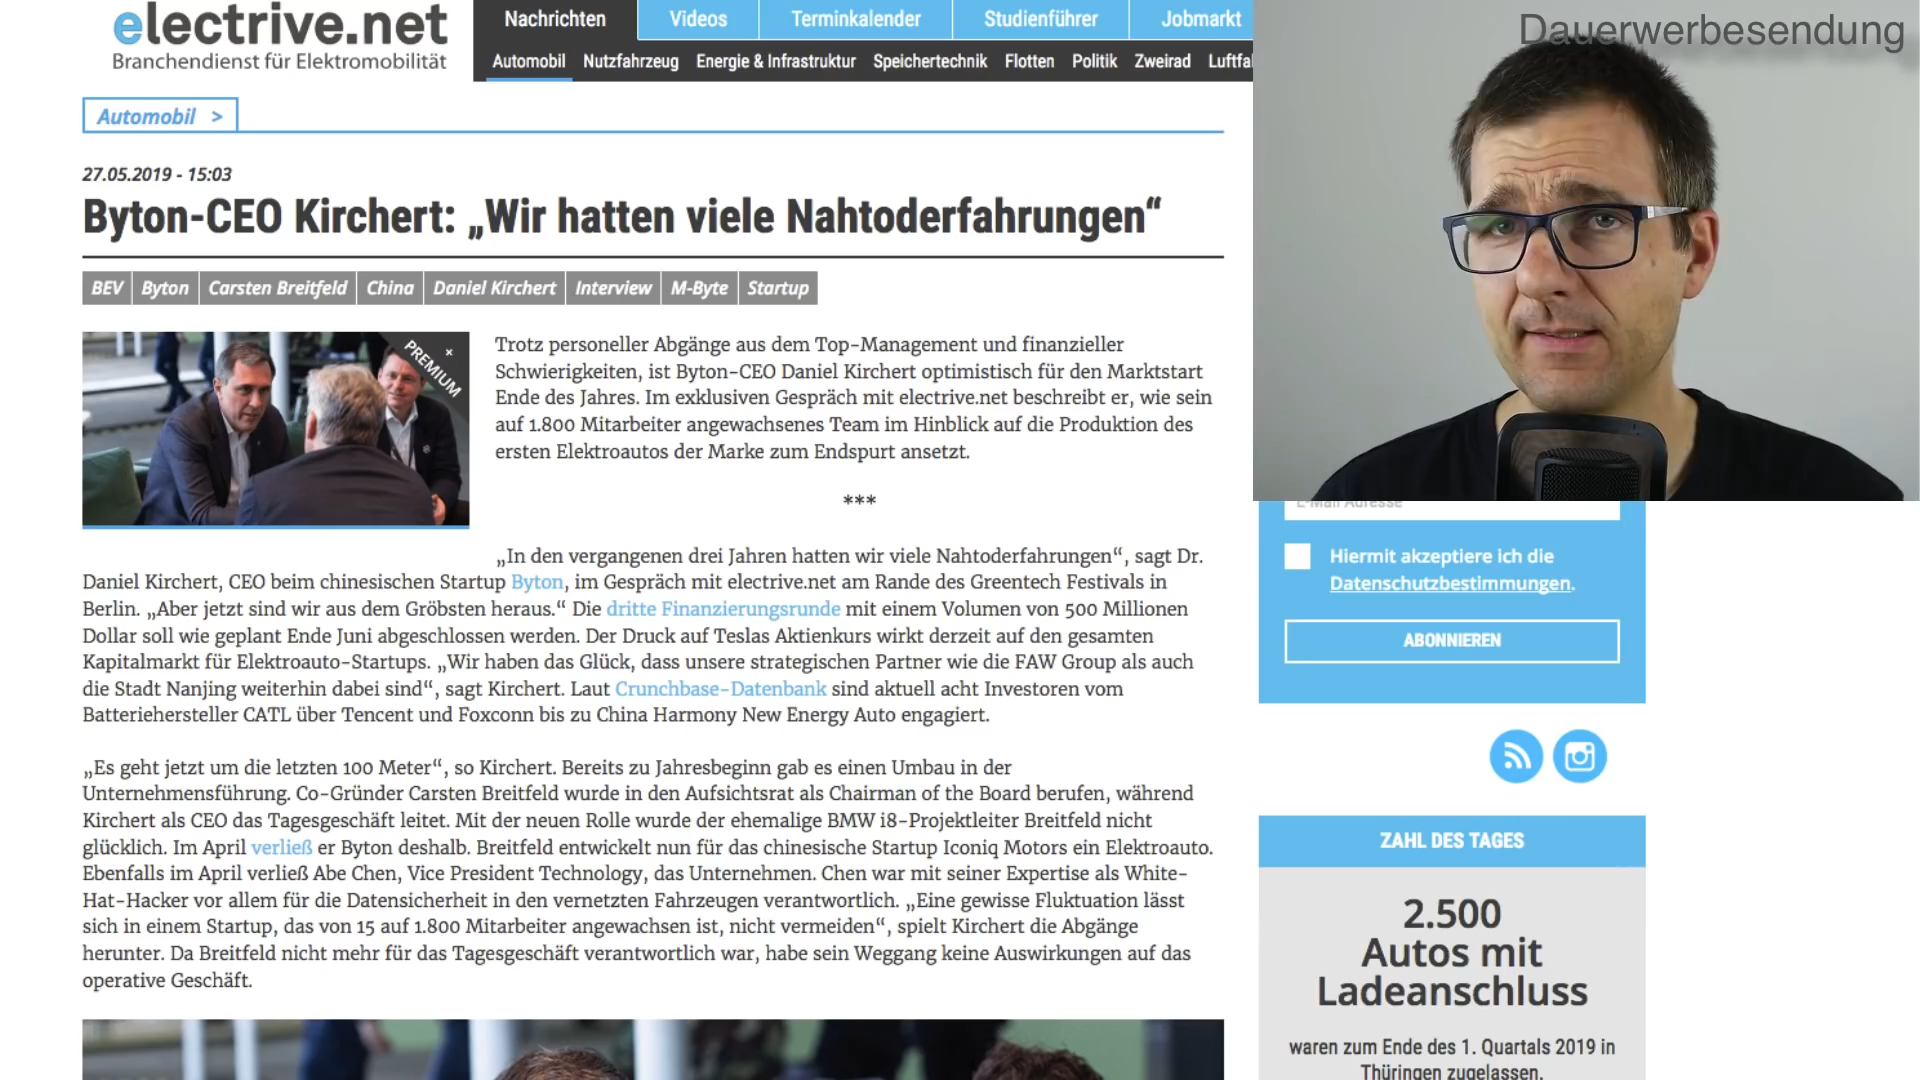 electrive.net
Branchendienst für Elektromobilität
Nachrichten
Videos
Terminkalender
Studienführer
Jobmarkt
Automobil
Nutzfahrzeug
Energie & Infrastruktur
Speichertechnik
Flotten
Politik
Zweirad
Dauerwerbesendung
Automobil >
27.05.2019 - 15:03
Byton-CEO Kirchert: „Wir hatten viele Nahtoderfahrungen“
BEV
Byton
Carsten Breitfeld
China
Daniel Kirchert
Interview
M-Byte
Startup
+
PREMIUM
Trotz personeller Abgänge aus dem Top-Management und finanzieller
Schwierigkeiten, ist Byton-CEO Daniel Kirchert optimistisch für den Marktstart
Ende des Jahres. Im exklusiven Gespräch mit electrive.net beschreibt er, wie sein
auf 1.800 Mitarbeiter angewachsenes Team im Hinblick auf die Produktion des
ersten Elektroautos der Marke zum Endspurt ansetzt.
***
„In den vergangenen drei Jahren hatten wir viele Nahtoderfahrungen“, sagt Dr.
Daniel Kirchert, CEO beim chinesischen Startup Byton, im Gespräch mit electrive.net am Rande des Greentech Festivals in
Berlin. „Aber jetzt sind wir aus dem Gröbsten heraus.“ Die dritte Finanzierungsrunde mit einem Volumen von 500 Millionen
Dollar soll wie geplant Ende Juni abgeschlossen werden. Der Druck auf Teslas Aktienkurs wirkt derzeit auf den gesamten
Kapitalmarkt für Elektroauto-Startups. „Wir haben das Glück, dass unsere strategischen Partner wie die FAW Group als auch
die Stadt Nanjing weiterhin dabei sind“, sagt Kirchert. Laut Crunchbase-Datenbank sind aktuell acht Investoren vom
Batteriehersteller CATL über Tencent und Foxconn bis zu China Harmony New Energy Auto engagiert.
„Es geht jetzt um die letzten 100 Meter“, so Kirchert. Bereits zu Jahresbeginn gab es einen Umbau in der
Unternehmensführung. Co-Gründer Carsten Breitfeld wurde in den Aufsichtsrat als Chairman of the Board berufen, während
Kirchert als CEO das Tagesgeschäft leitet. Mit der neuen Rolle wurde der ehemalige BMW i8-Projektleiter Breitfeld nicht
glücklich. Im April verließ er Byton deshalb. Breitfeld entwickelt nun für das chinesische Startup Iconiq Motors ein Elektroauto.
Ebenfalls im April verließ Abe Chen, Vice President Technology, das Unternehmen. Chen war mit seiner Expertise als White-
Hat-Hacker vor allem für die Datensicherheit in den vernetzten Fahrzeugen verantwortlich. „Eine gewisse Fluktuation lässt
sich in einem Startup, das von 15 auf 1.800 Mitarbeiter angewachsen ist, nicht vermeiden“, spielt Kirchert die Abgänge
herunter. Da Breitfeld nicht mehr für das Tagesgeschäft verantwortlich war, habe sein Weggang keine Auswirkungen auf das
operative Geschäft.
E-Mail Adresse
Hiermit akzeptiere ich die
Datenschutzbestimmungen.
ABONNIEREN
ZAHL DES TAGES
2.500
Autos mit
Ladeanschluss
waren zum Ende des 1. Quartals 2019 in
Thüringen zugelassen.